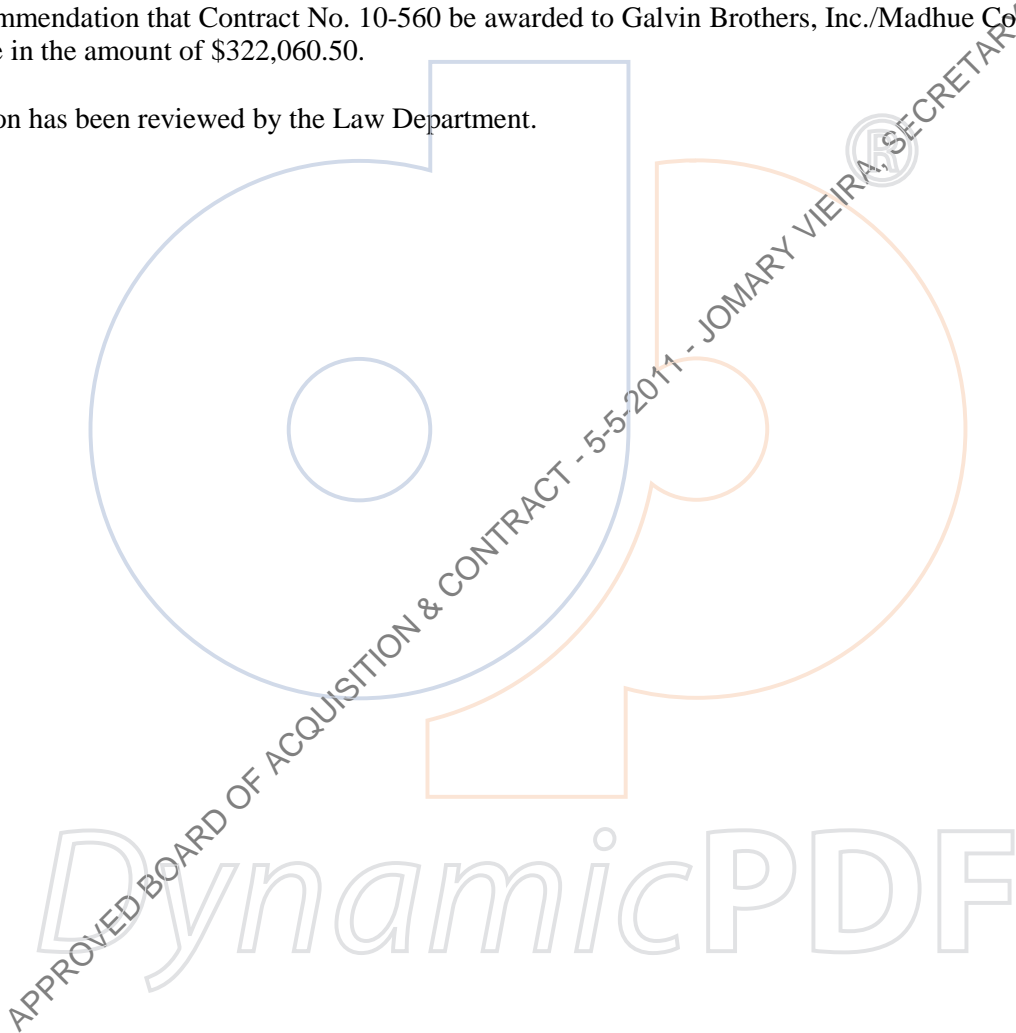 ommendation that Contract No. 10-560 be awarded to Galvin Brothers, Inc./Madhue Co
e in the amount of $322,060.50.
on has been reviewed by the Law Department.
APPROVED BOARD OF ACQUISITION & CONTRACT - 5-5-2011 - JOMARY VIEIRA, SECRETARY
®
DynamicPDF